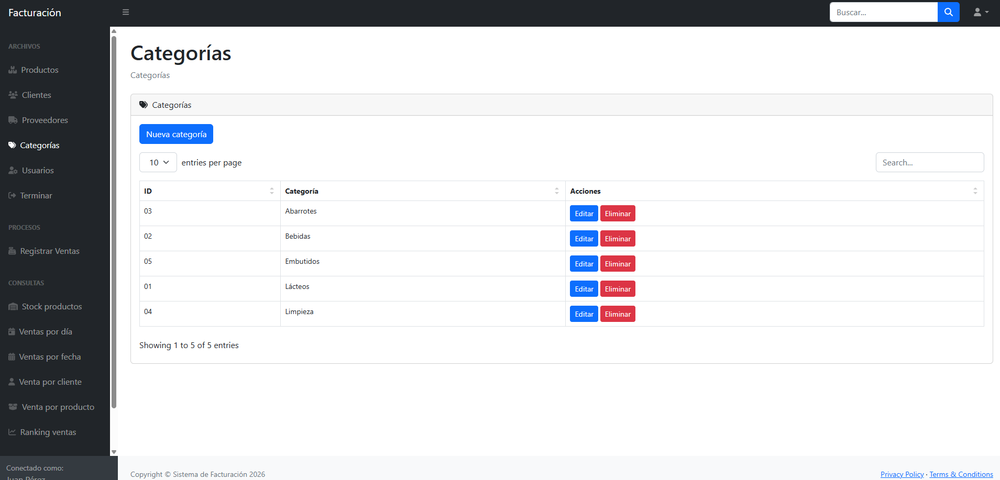 Facturación
Buscar...
ARCHIVOS
Productos
Clientes
Proveedores
Categorías
Usuarios
Terminar
PROCESOS
Registrar Ventas
CONSULTAS
Stock productos
Ventas por día
Ventas por fecha
Venta por cliente
Venta por producto
Ranking ventas
Conectado como:
Juan Pérez
Categorías
Categorías
Categorías
Nueva categoría
10 entries per page
Search...
ID Categoría Acciones
03 Abarrotes Editar Eliminar
02 Bebidas Editar Eliminar
05 Embutidos Editar Eliminar
01 Lácteos Editar Eliminar
04 Limpieza Editar Eliminar
Showing 1 to 5 of 5 entries
Copyright © Sistema de Facturación 2026
Privacy Policy · Terms & Conditions